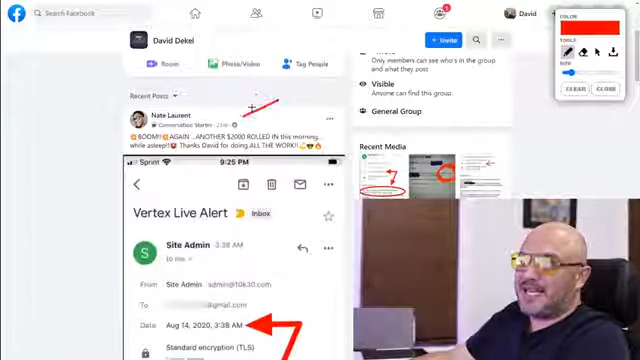 Search Facebook
1
David
COLOR
TOOLS
SIZE
CLEAR
CLOSE
David Dekel
Invite
Room
Photo/Video
Tag People
Only members can see who's in the group
and what they post
Visible
Anyone can find this group.
General Group
Recent Media
RECENT POSTS
Nate Laurent
Conversation Starter
BOOM!! AGAIN ...ANOTHER $2000 ROLLED IN this morning...
while asleep!! Thanks David for doing ALL THE WORK!!
Sprint
9:25 PM
Vertex Live Alert
Inbox
S
Site Admin 3:38 AM
to me
From Site Admin admin@10k30.com
To @gmail.com
Date Aug 14, 2020, 3:38 AM
Standard encryption (TLS)